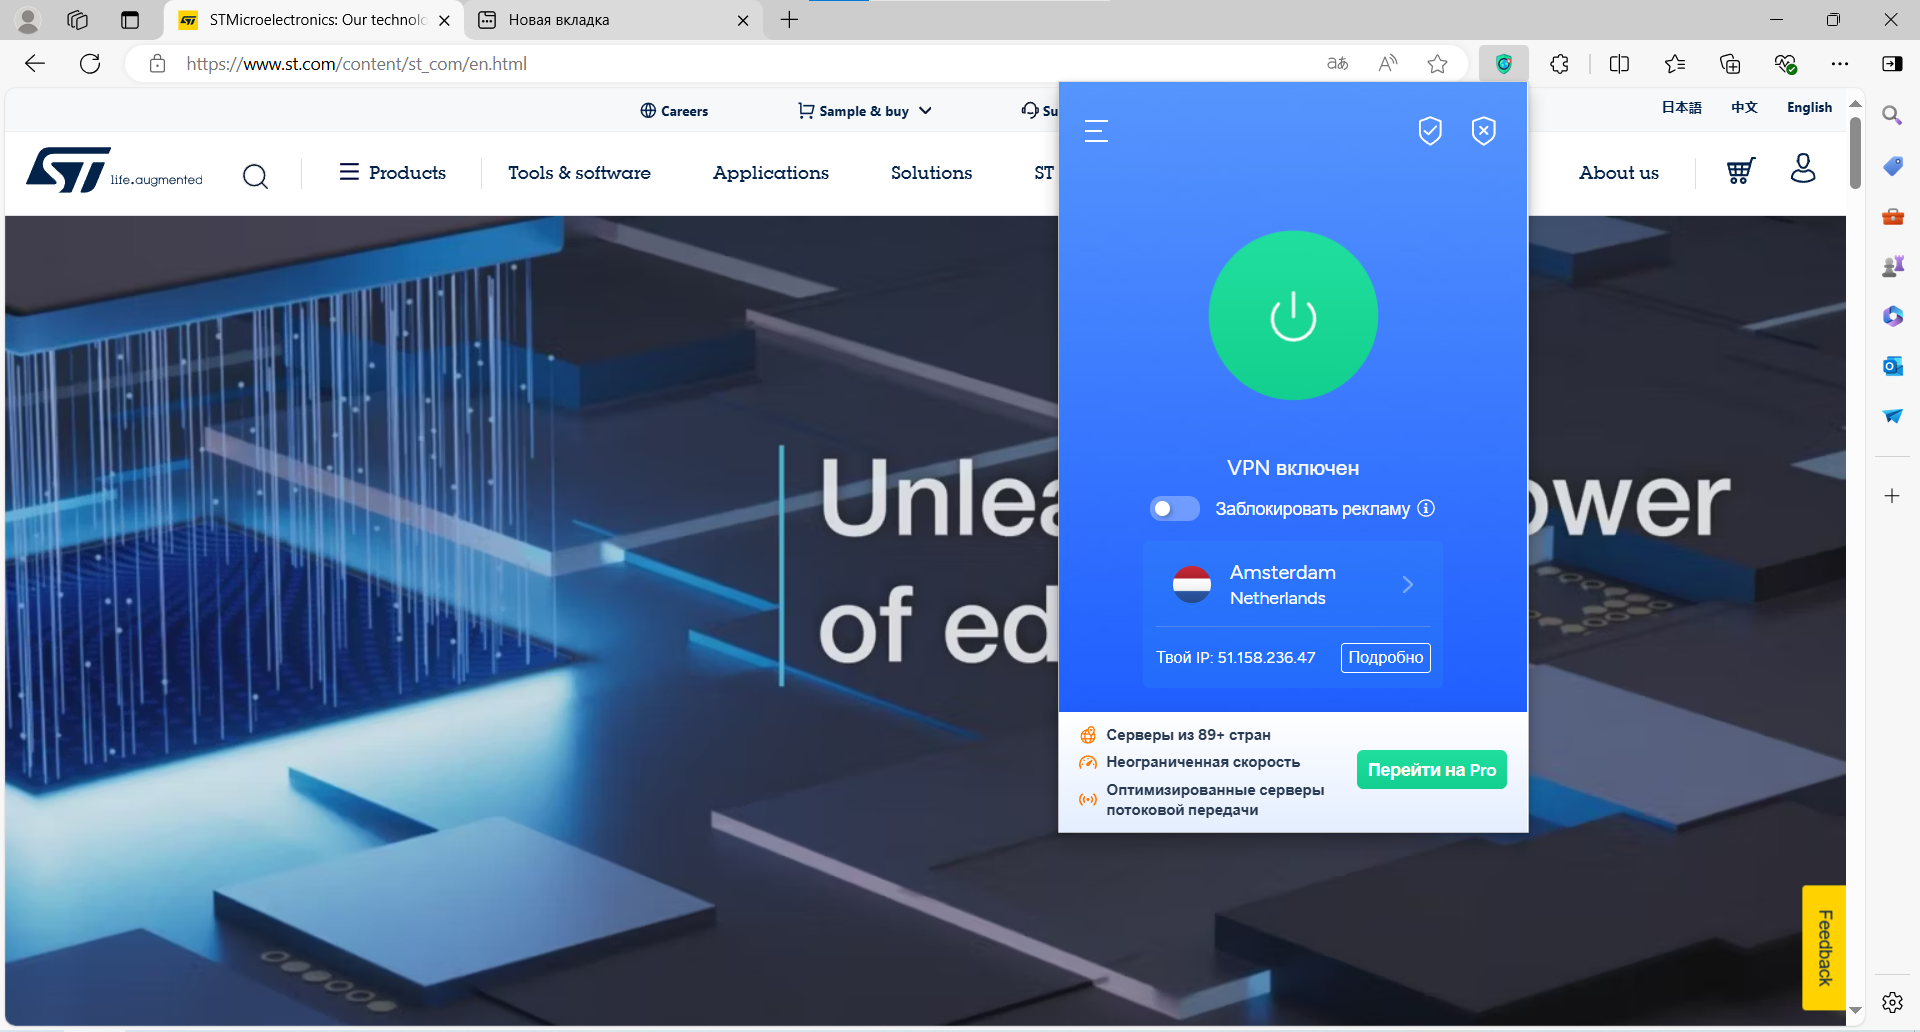 STMicroelectronics: Our technolo
Новая вкладка
https://www.st.com/content/st_com/en.html
Careers
Sample & buy
Su
日本語
中文
English
ST
life.augmented
Products
Tools & software
Applications
Solutions
ST
About us
Unlea
ower
of ed
VPN включен
Заблокировать рекламу
Amsterdam
Netherlands
Твой IP: 51.158.236.47
Подробно
Серверы из 89+ стран
Неограниченная скорость
Оптимизированные серверы
потоковой передачи
Перейти на Pro
Feedback